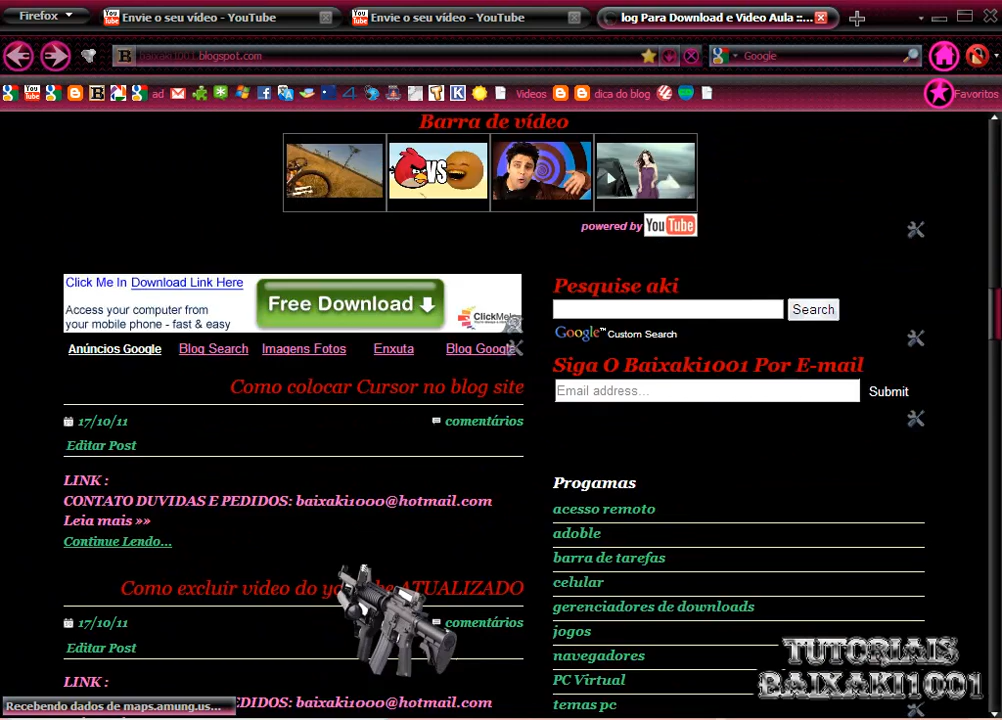 Firefox
Envie o seu vídeo - YouTube
Envie o seu vídeo - YouTube
log Para Download e Video Aula ::...
baixaki1001.blogspot.com
Google
ad
Videos
dica do blog
Favoritos
Barra de vídeo
VS
powered by YouTube
Click Me In Download Link Here
Access your computer from
your mobile phone - fast & easy
Free Download
Anúncios Google
Blog Search
Imagens Fotos
Enxuta
Blog Google
Pesquise aki
Search
Google™ Custom Search
Siga O Baixaki1001 Por E-mail
Email address...
Submit
Como colocar Cursor no blog site
17/10/11
comentários
Editar Post
LINK :
CONTATO DUVIDAS E PEDIDOS: baixaki1000@hotmail.com
Leia mais »»
Continue Lendo...
Como excluir video do ATUALIZADO
17/10/11
comentários
Editar Post
LINK :
PEDIDOS: baixaki1000@hotmail.com
Progamas
acesso remoto
adoble
barra de tarefas
celular
gerenciadores de downloads
jogos
navegadores
PC Virtual
temas pc
TUTORIAIS
BAIXAKI1001
Recebendo dados de maps.amung.us...